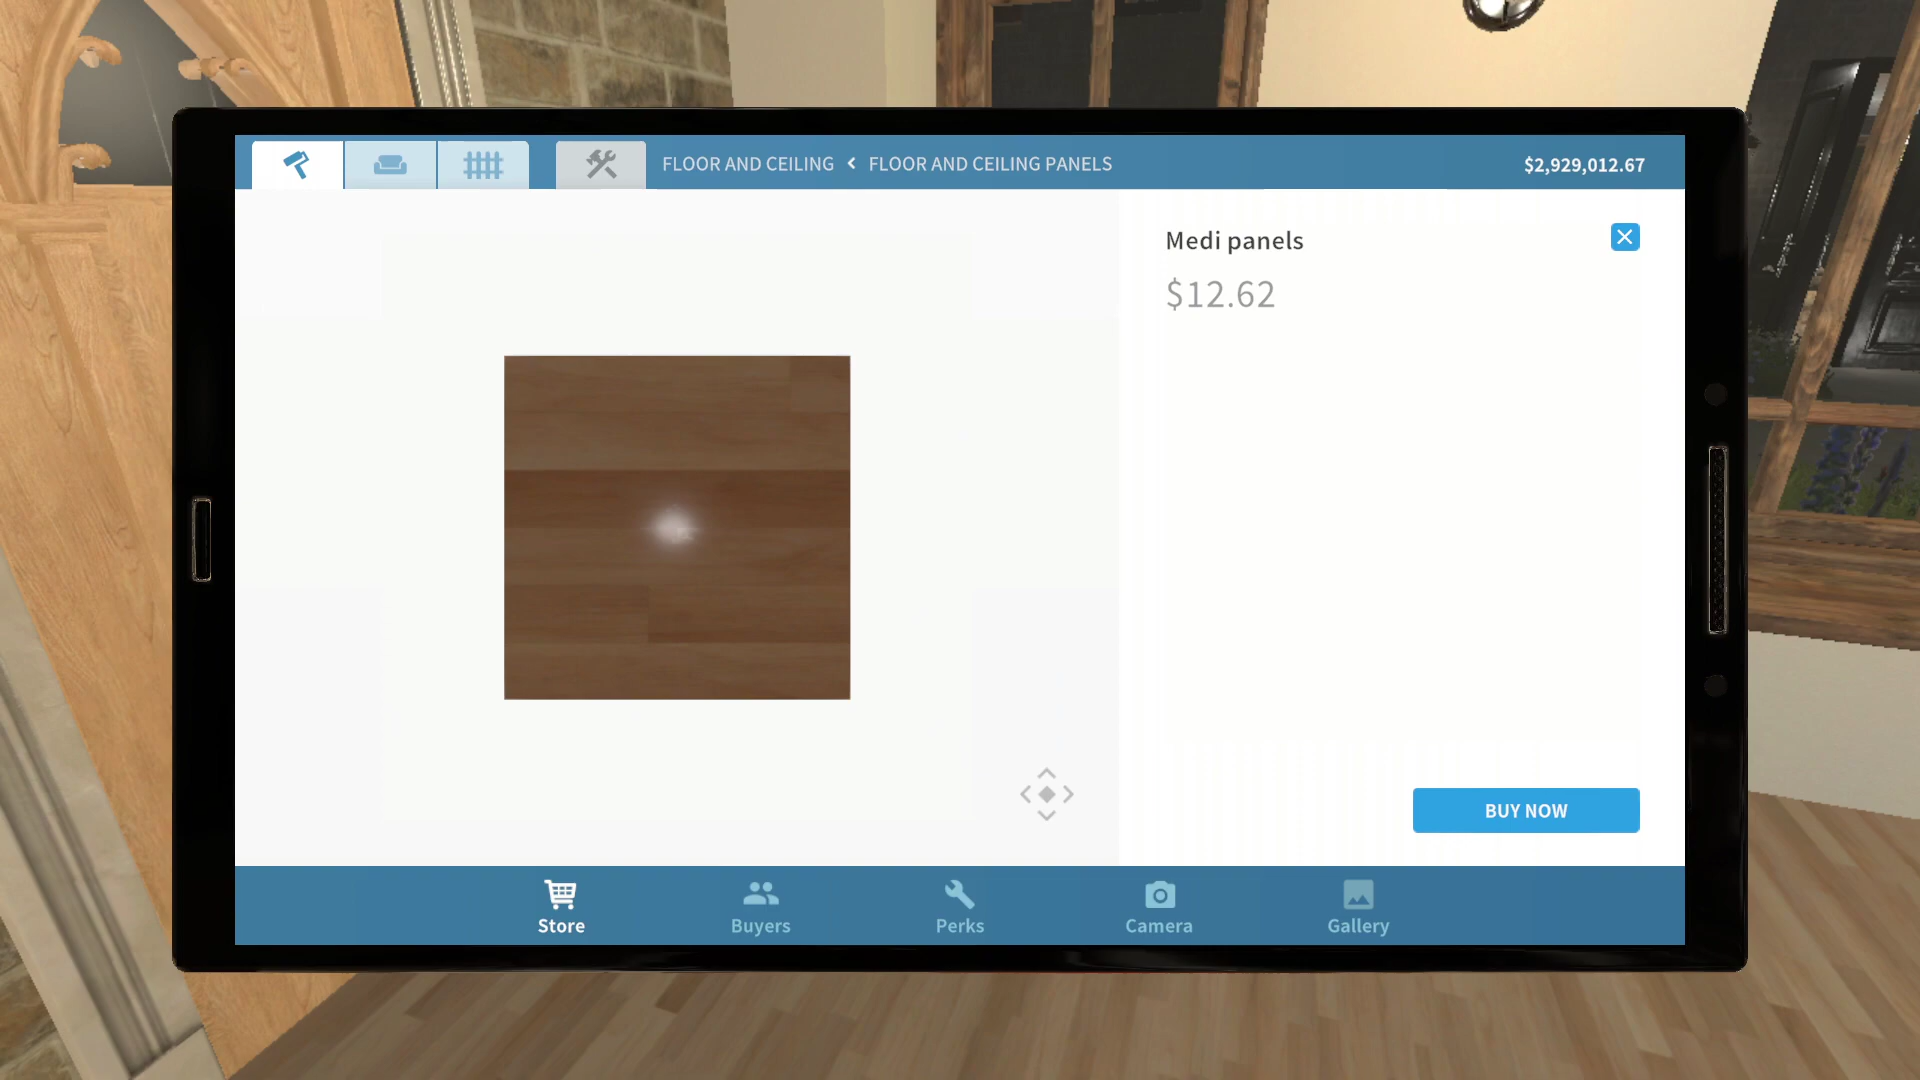 FLOOR AND CEILING < FLOOR AND CEILING PANELS
$2,929,012.67
Medi panels
$12.62
BUY NOW
Store
Buyers
Perks
Camera
Gallery